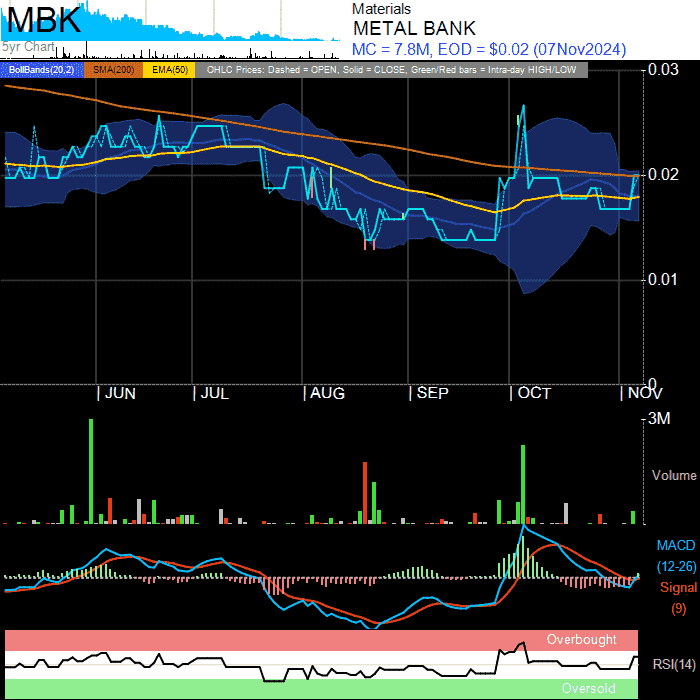 MBK
5yr Chart
Materials
METAL BANK
MC = 7.8M, EOD = $0.02 (07Nov2024)
BollBands(20,2) SMA(200) EMA(50) OHLC Prices: Dashed = OPEN, Solid = CLOSE, Green/Red bars = Intra-day HIGH/LOW
0.03
0.02
0.01
0
JUN JUL AUG SEP OCT NOV
3M
Volume
MACD
(12-26)
Signal
(9)
Overbought
RSI(14)
Oversold